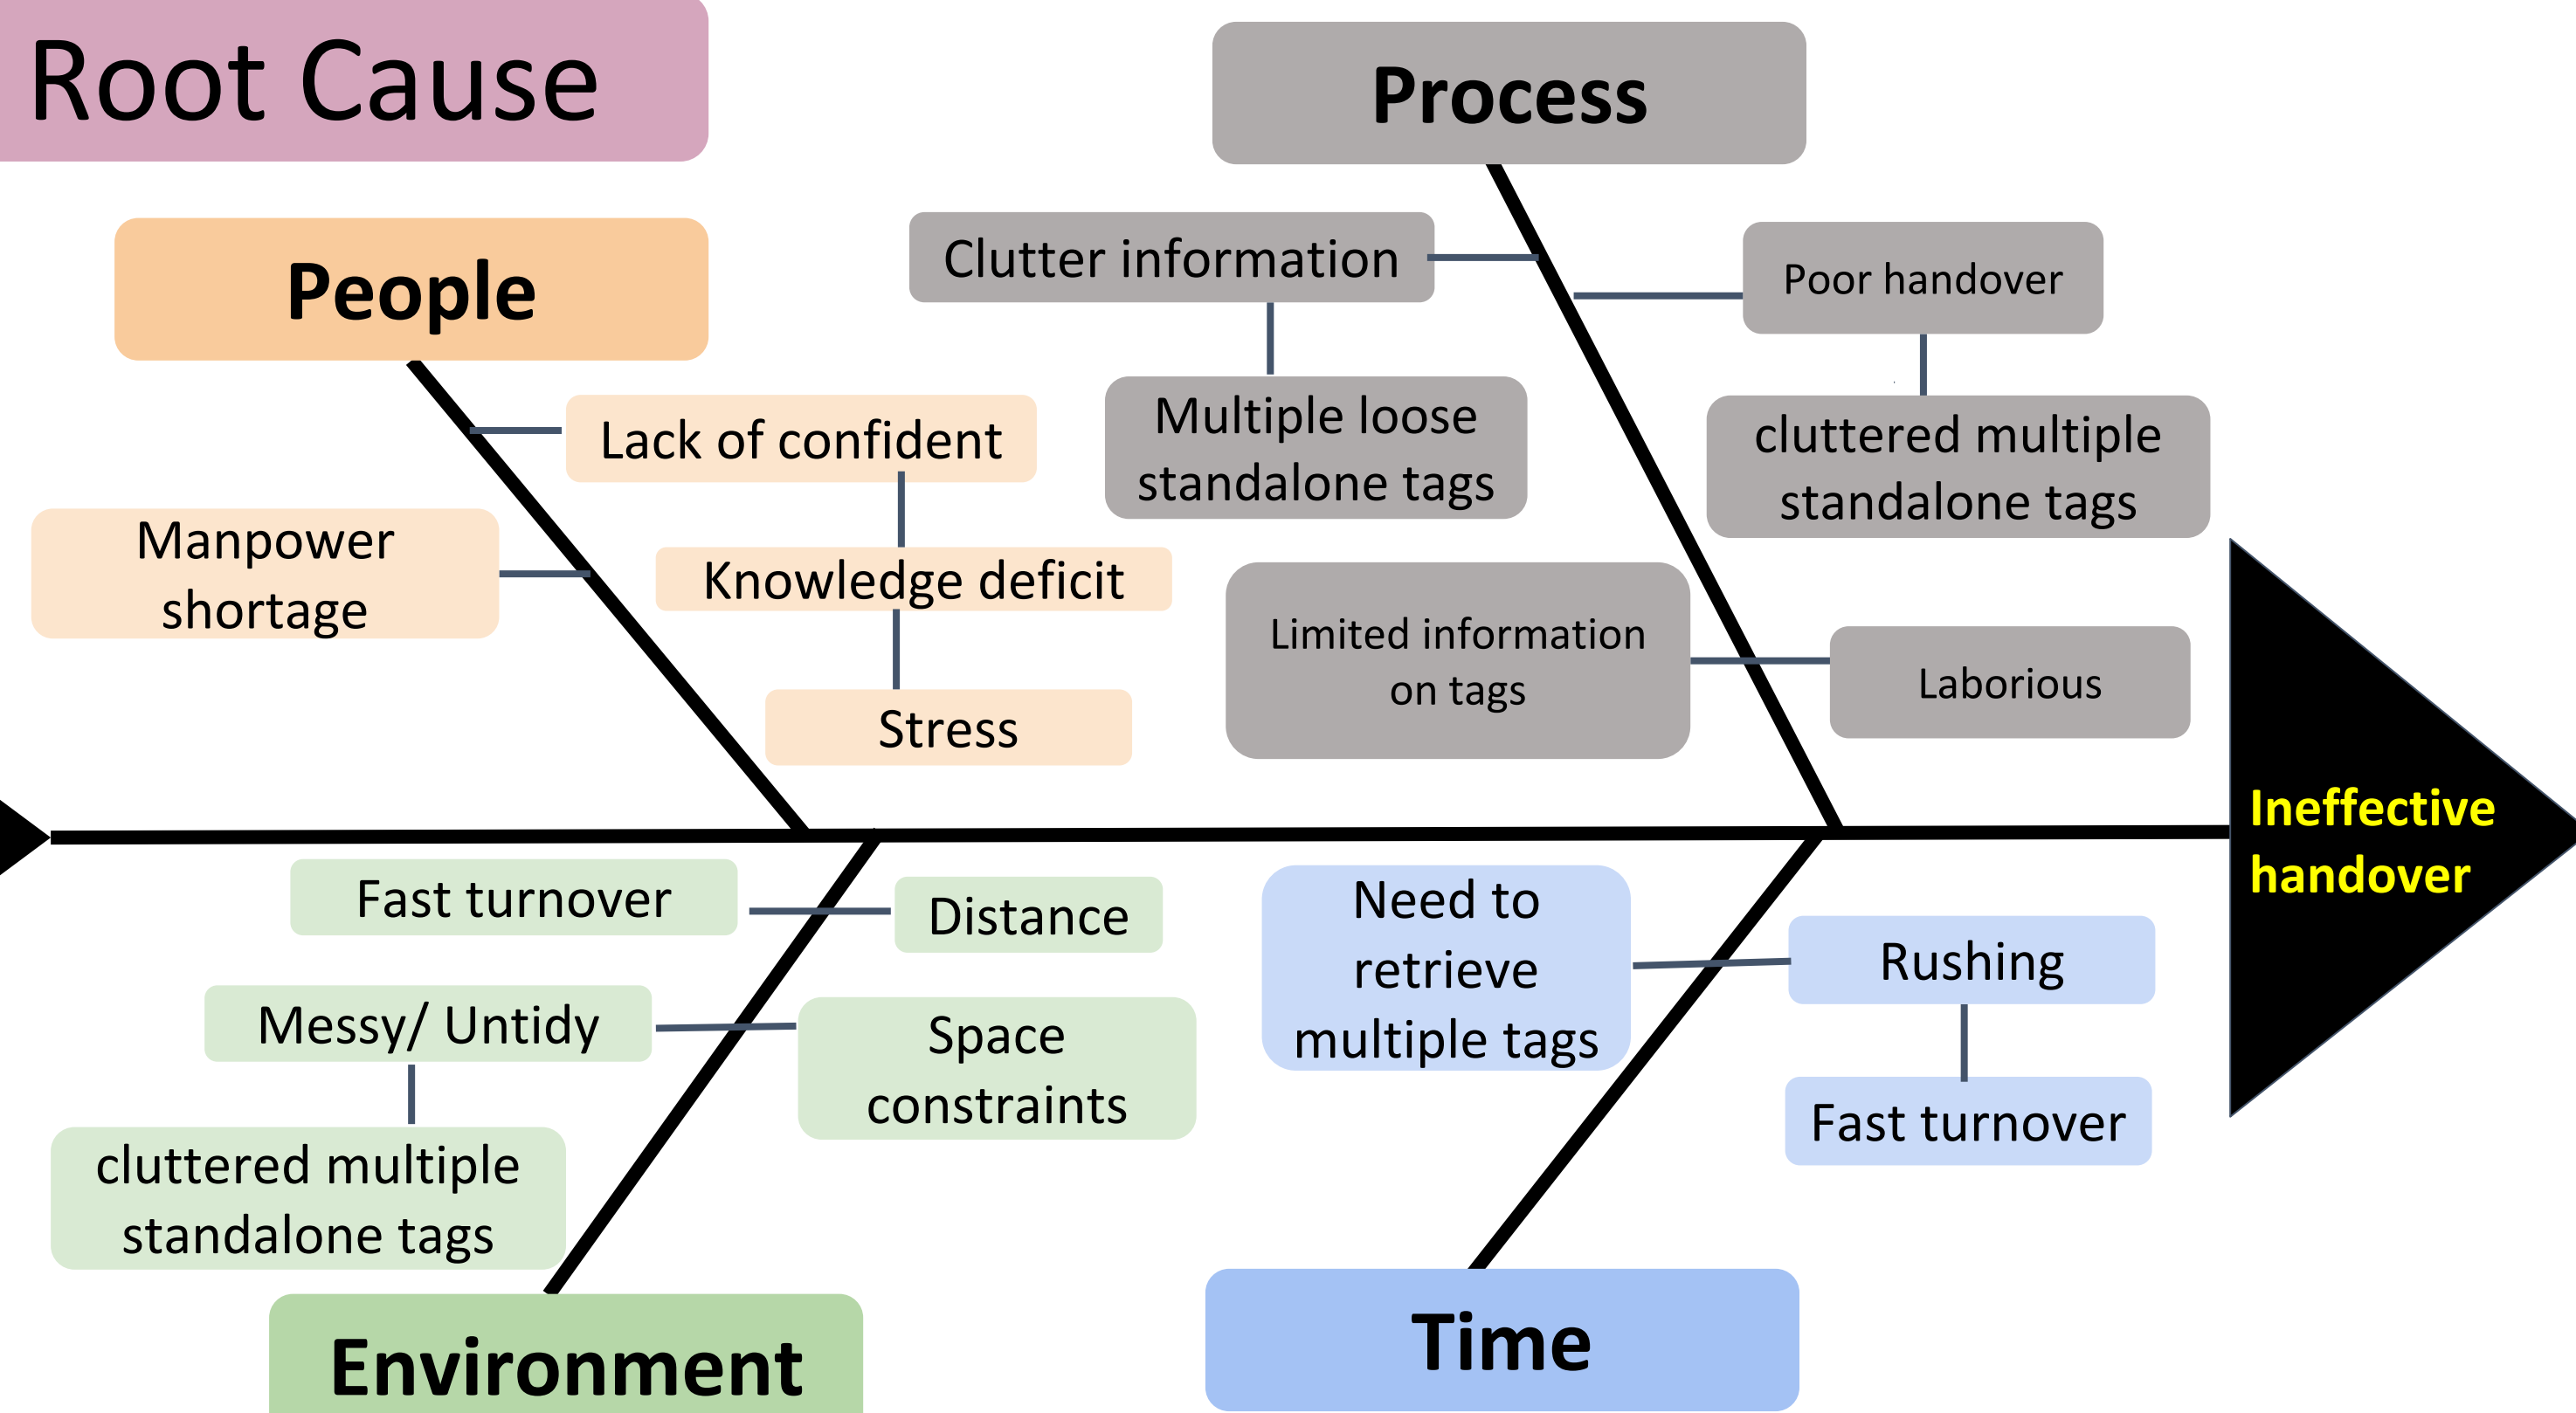 Root Cause
Process
People
Clutter information
Poor handover
Multiple loose
standalone tags
cluttered multiple
standalone tags
Lack of confident
Manpower
shortage
Knowledge deficit
Stress
Limited information
on tags
Laborious
Ineffective
handover
Fast turnover
Distance
Messy/ Untidy
Space
constraints
cluttered multiple
standalone tags
Need to
retrieve
multiple tags
Rushing
Fast turnover
Environment
Time